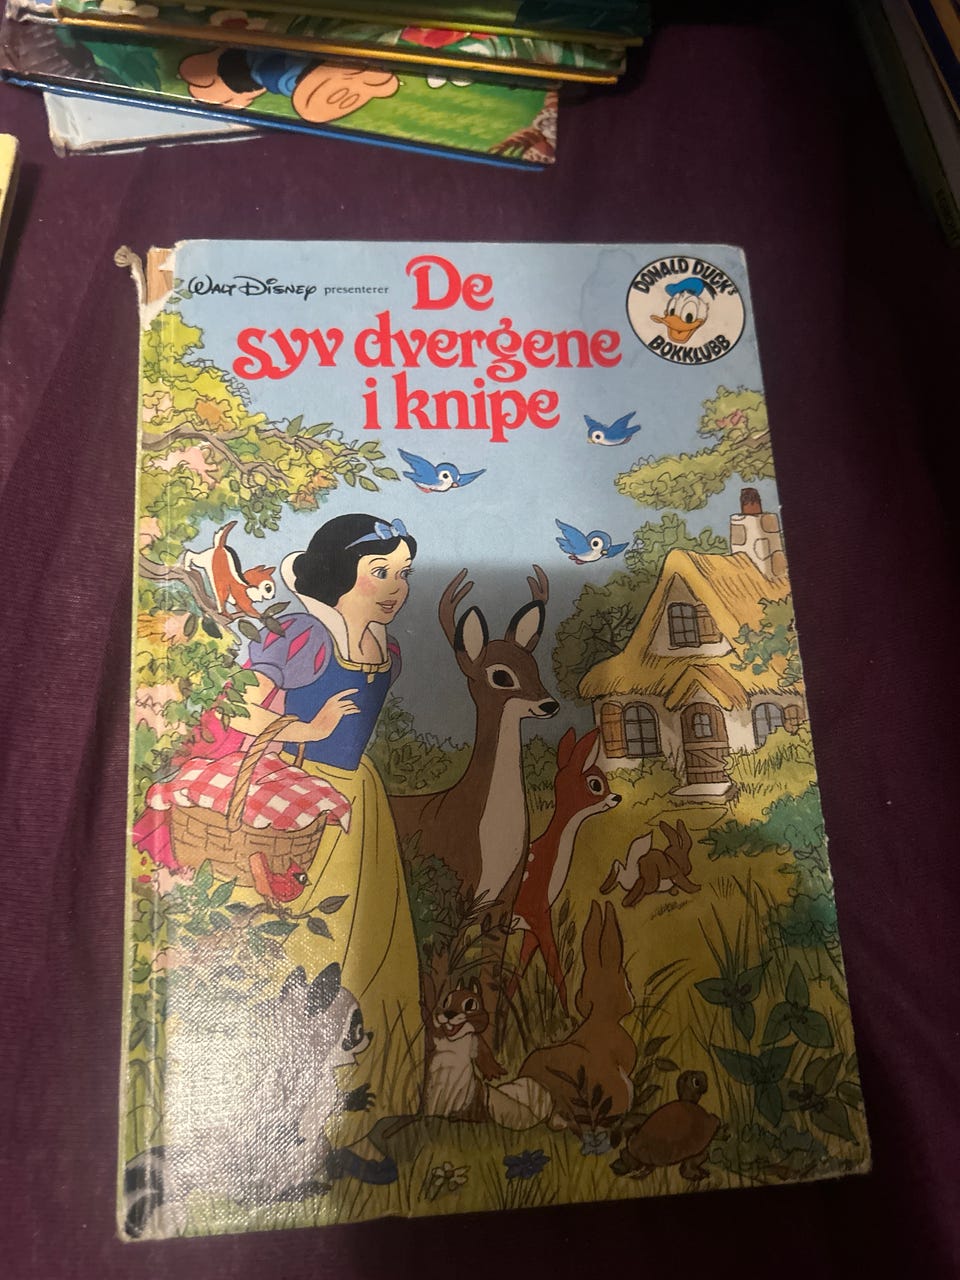 WALT DISNEY presenterer
De
syv dvergene
i knipe
DONALD DUCK's
BOKKLUBB